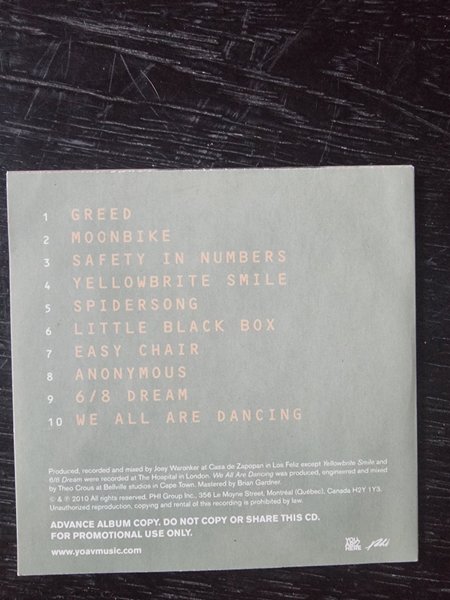 1 GREED
2 MOONBIKE
3 SAFETY IN NUMBERS
4 YELLOWBRITE SMILE
5 SPIDERSONG
6 LITTLE BLACK BOX
7 EASY CHAIR
8 ANONYMOUS
9 6/8 DREAM
10 WE ALL ARE DANCING
Produced, recorded and mixed by Joey Waronker at Casa de Zapopan in Los Feliz except Yellowbrite Smile and
6/8 Dream were recorded at The Hospital in London. We All Are Dancing was produced, engineered and mixed
by Theo Crous at Bellville studios in Cape Town. Mastered by Brian Gardner.
© & ℗ 2010 All rights reserved, PHI Group Inc., 356 Le Moyne Street, Montréal (Québec), Canada H2Y 1Y3.
Unauthorized reproduction, copying and rental of this recording is prohibited by law.
ADVANCE ALBUM COPY. DO NOT COPY OR SHARE THIS CD.
FOR PROMOTIONAL USE ONLY.
www.yoavmusic.com
YOU
ARE
HERE
phi